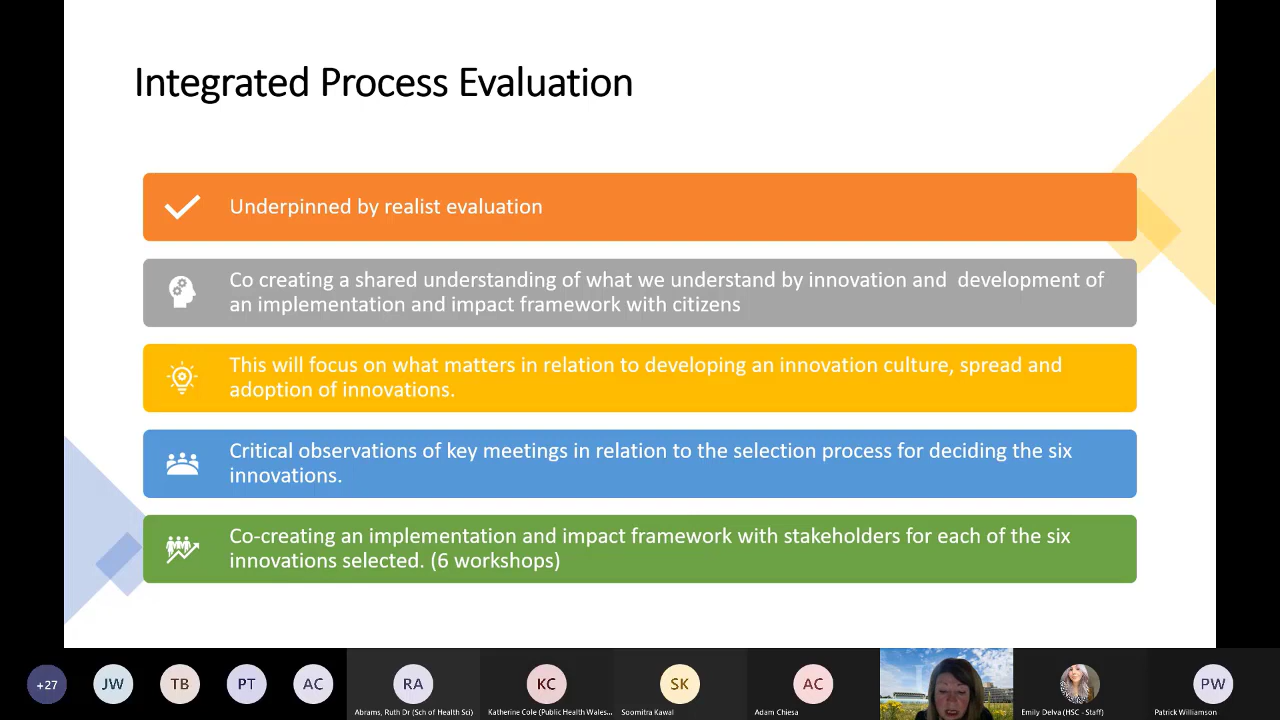 Integrated Process Evaluation
Underpinned by realist evaluation
Co creating a shared understanding of what we understand by innovation and  development of
an implementation and impact framework with citizens
This will focus on what matters in relation to developing an innovation culture, spread and
adoption of innovations.
Critical observations of key meetings in relation to the selection process for deciding the six
innovations.
Co-creating an implementation and impact framework with stakeholders for each of the six
innovations selected. (6 workshops)
+27
JW
TB
PT
AC
RA
KC
SK
AC
PW
Abrams, Ruth Dr (Sch of Health Sci)
Katherine Cole (Public Health Wales...
Soomitra Kawal
Adam Chiesa
Emily Delva (HSC - Staff)
Patrick Williamson